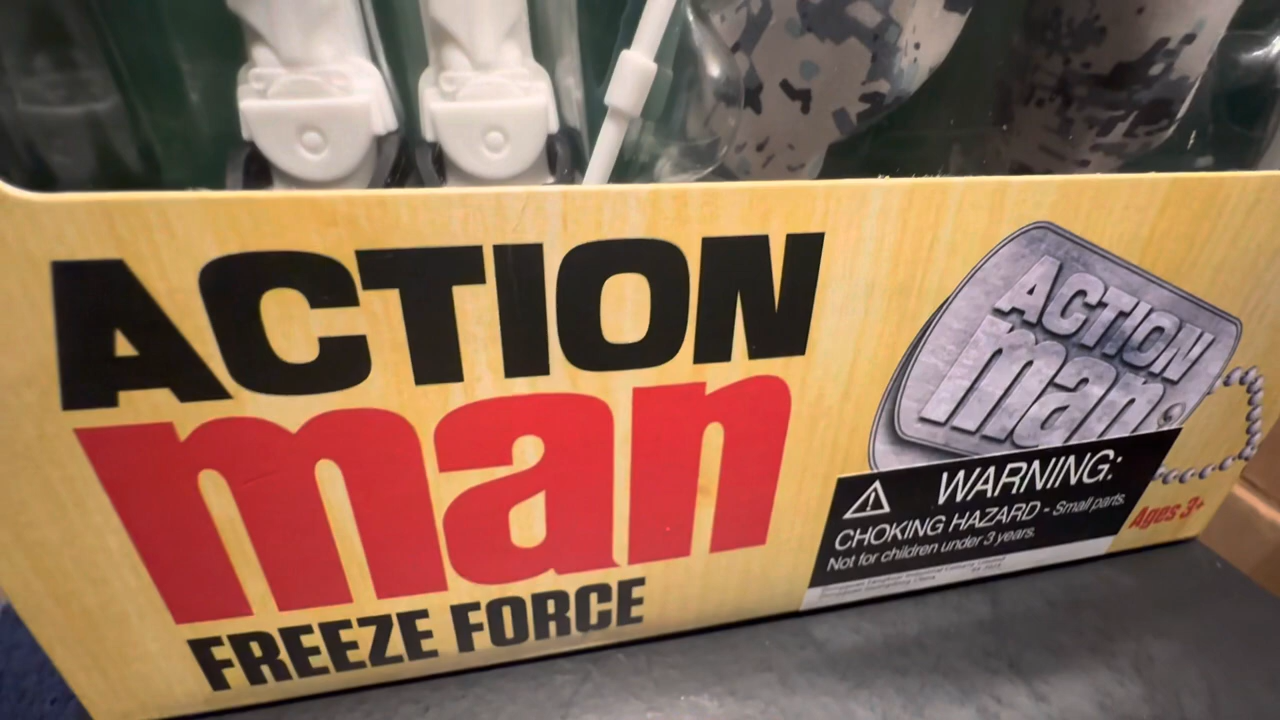 ACTION
man
FREEZE FORCE
ACTION
man
WARNING:
CHOKING HAZARD - Small parts.
Not for children under 3 years.
Ages 3+